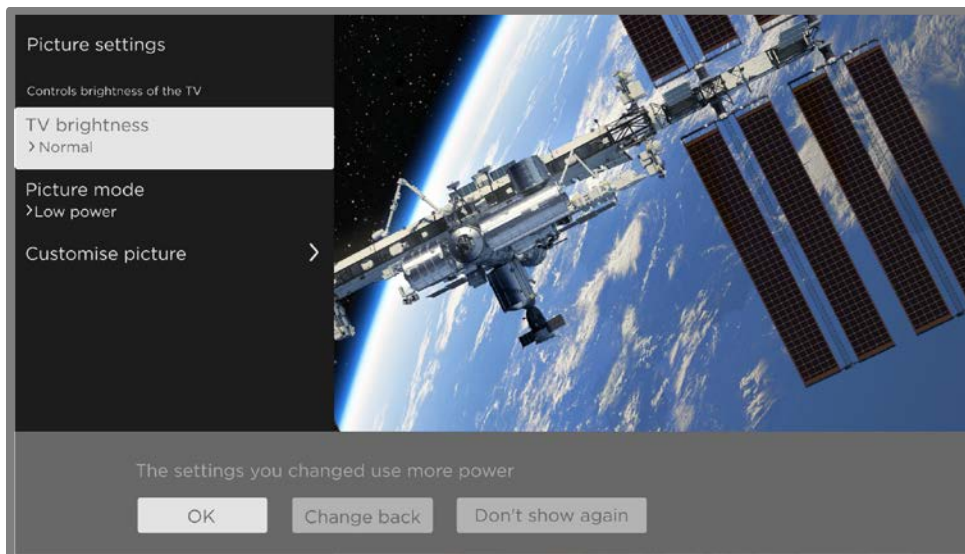 Picture settings
Controls brightness of the TV
TV brightness
> Normal
Picture mode
>Low power
Customise picture >
The settings you changed use more power
OK Change back Don't show again